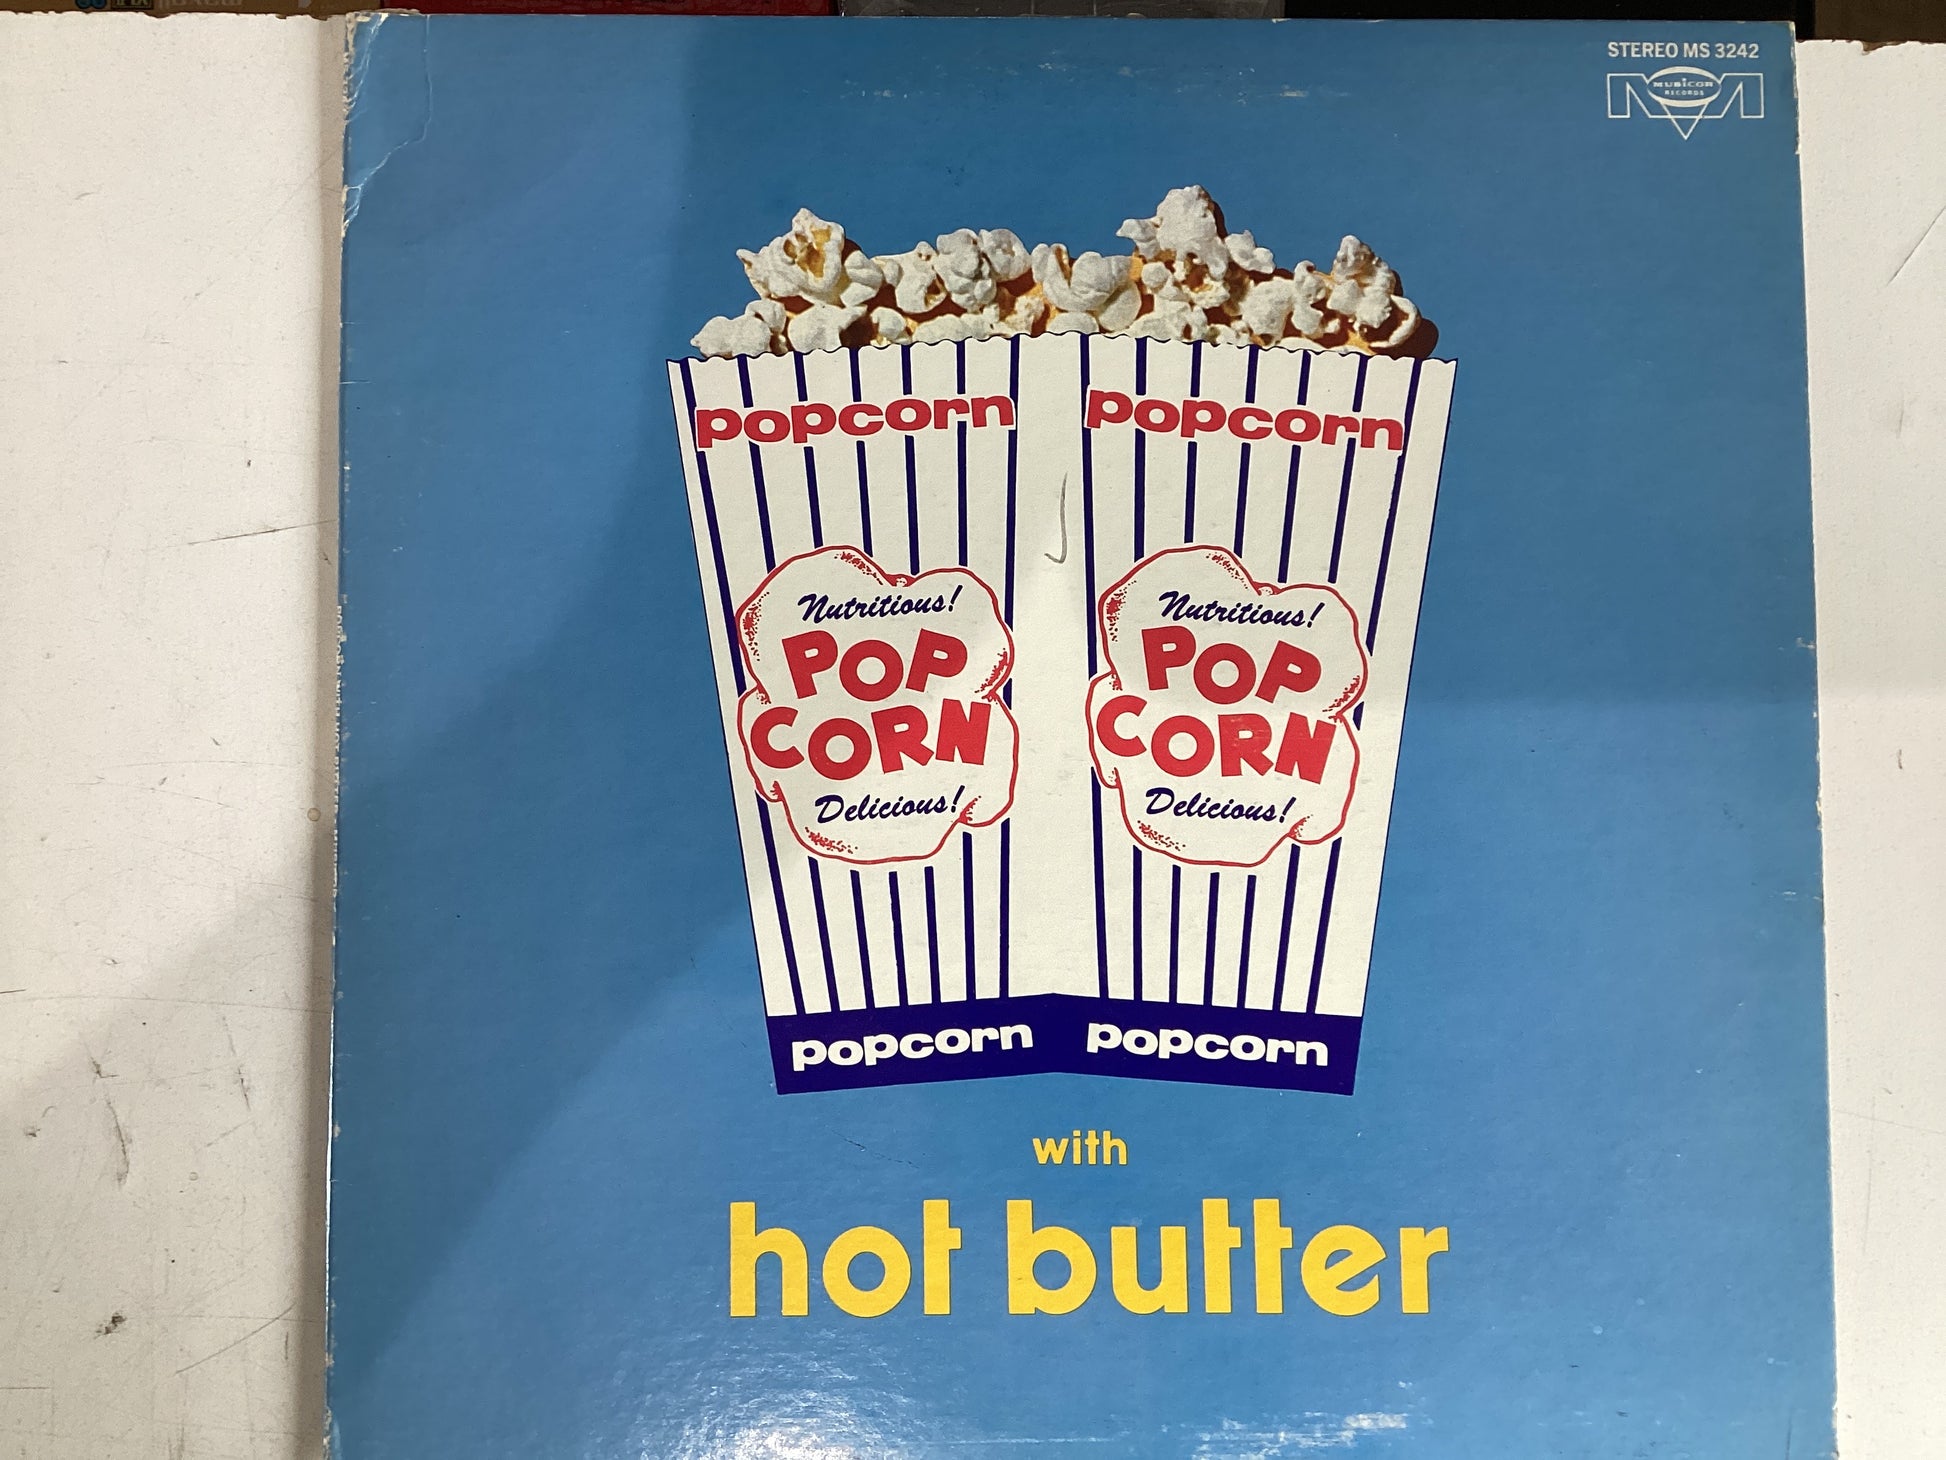 STEREO MS 3242
MUSICOR
RECORDS
popcorn popcorn
Nutritious!
POP
CORN
Delicious!
Nutritious!
POP
CORN
Delicious!
popcorn popcorn
with
hot butter